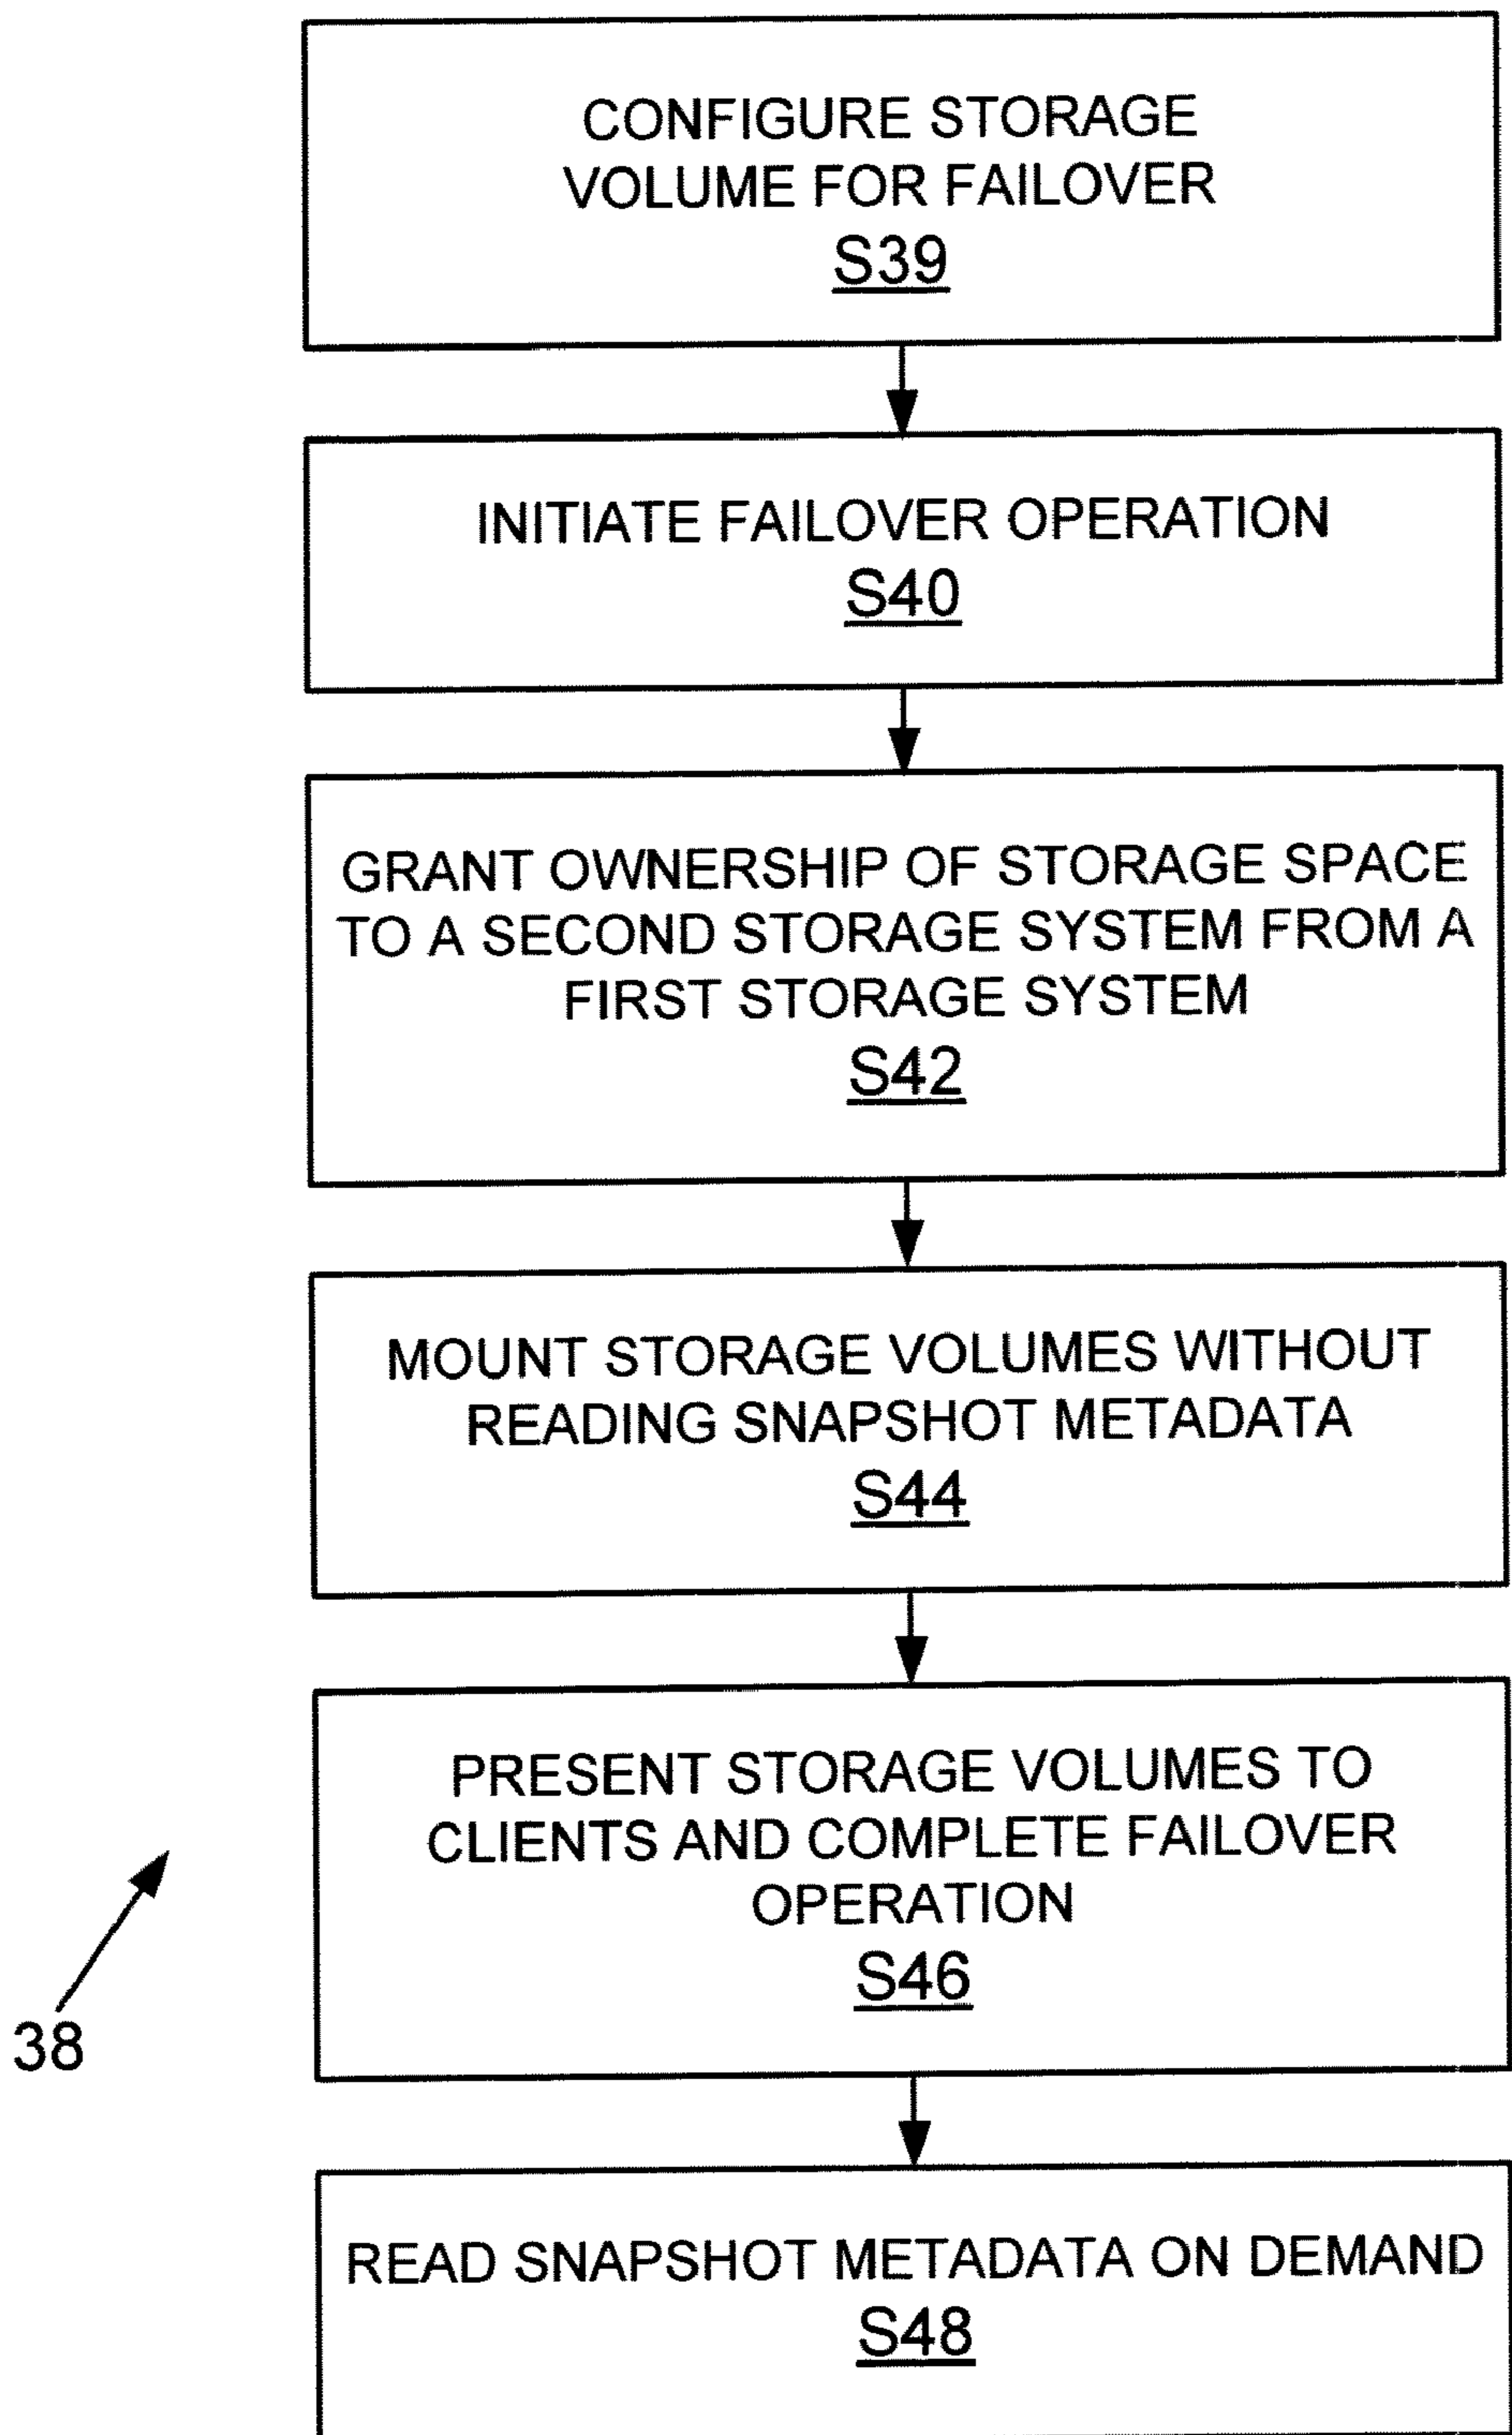 CONFIGURE STORAGE
VOLUME FOR FAILOVER
S39
INITIATE FAILOVER OPERATION
S40
GRANT OWNERSHIP OF STORAGE SPACE
TO A SECOND STORAGE SYSTEM FROM A
FIRST STORAGE SYSTEM
S42
MOUNT STORAGE VOLUMES WITHOUT
READING SNAPSHOT METADATA
S44
PRESENT STORAGE VOLUMES TO
CLIENTS AND COMPLETE FAILOVER
OPERATION
S46
38
READ SNAPSHOT METADATA ON DEMAND
S48